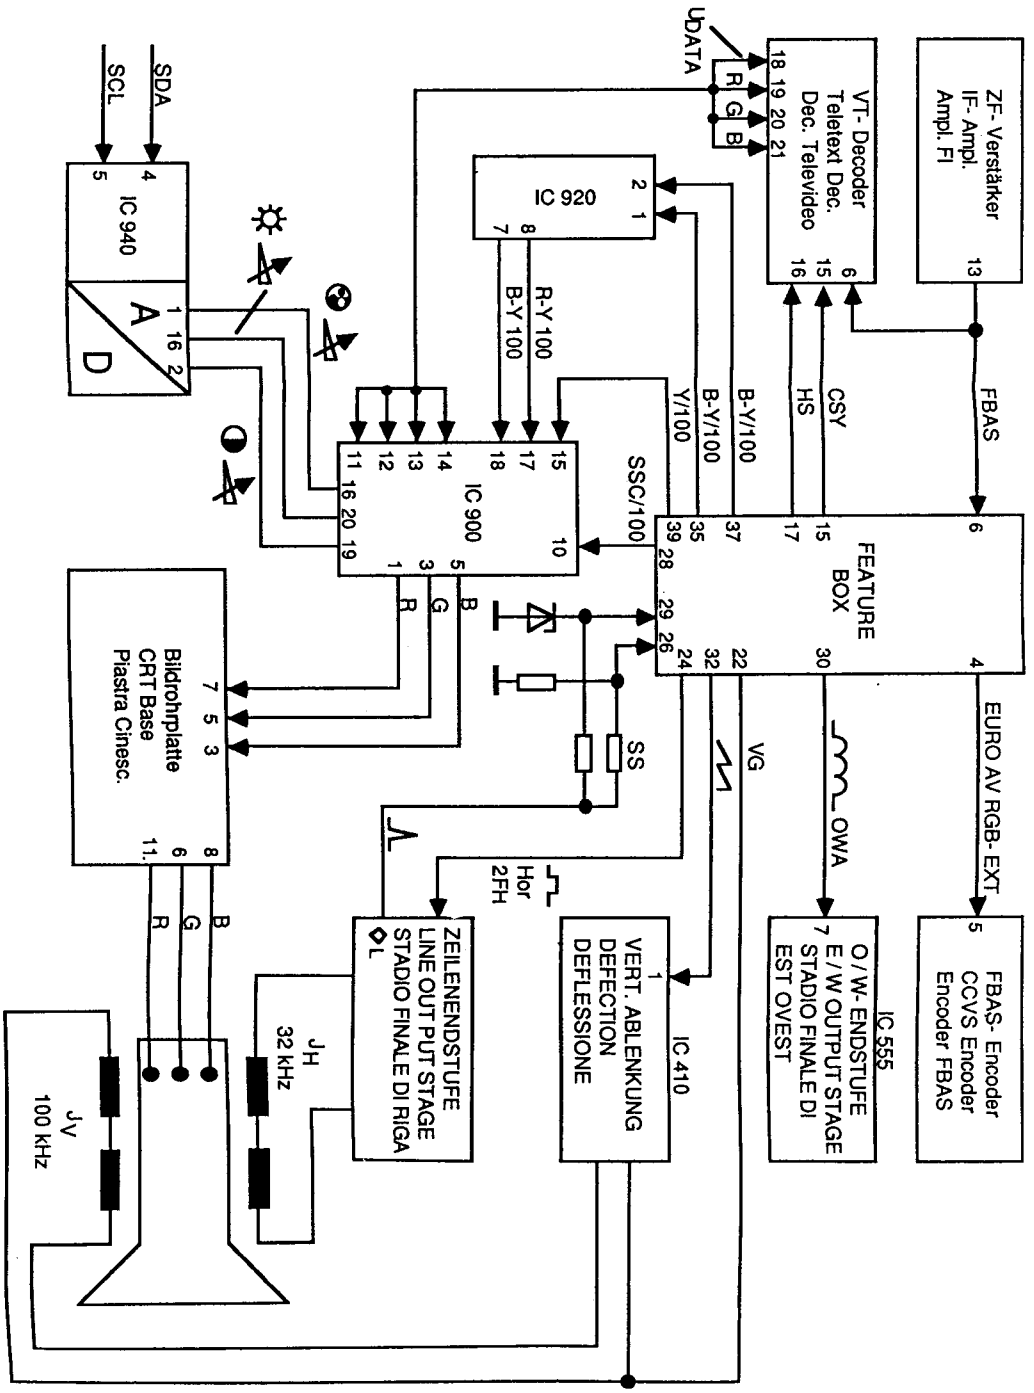 ZF- Verstärker
IF- Ampl.
Ampl. FI
13
FBAS
6
FEATURE
BOX
4
EURO AV RGB- EXT
5
FBAS- Encoder
CCVS Encoder
Encoder FBAS
VT- Decoder
Teletext Dec.
Dec. Televideo
18
19
20
21
6
15
16
UDATA
R
G
B
CSY
HS
15
17
30
OWA
IC 555
7
O / W- ENDSTUFE
E / W OUTPUT STAGE
STADIO FINALE DI
EST OVEST
B-Y/100
B-Y/100
Y/100
37
35
39
28
29
26
24
32
22
VG
IC 410
1
VERT. ABLENKUNG
DEFECTION
DEFLESSIONE
SSC/100
IC 920
2
1
8
7
R-Y 100
B-Y 100
15
17
18
14
13
12
11
10
IC 900
16
20
19
5
3
1
B
G
R
SS
Hor
2FH
ZEILENENDSTUFE
LINE OUT PUT STAGE
STADIO FINALE DI RIGA
L
SDA
SCL
4
5
IC 940
A
D
1
16
2
7
5
3
Bildrohrplatte
CRT Base
Piastra Cinesc.
8
6
11.
B
G
R
JH
32 kHz
JV
100 kHz